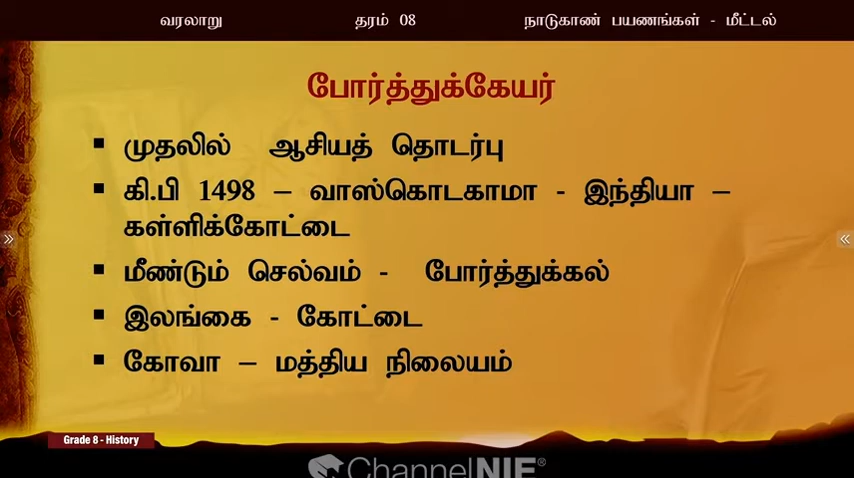 வரலாறு தரம் 08 நாடுகாண் பயணங்கள் - மீட்டல்
போர்த்துக்கேயர்
▪ முதலில் ஆசியத் தொடர்பு
▪ கி.பி 1498 – வாஸ்கொடகாமா - இந்தியா –
கள்ளிக்கோட்டை
▪ மீண்டும் செல்வம் - போர்த்துக்கல்
▪ இலங்கை - கோட்டை
▪ கோவா – மத்திய நிலையம்
Grade 8 - History
ChannelNIE®